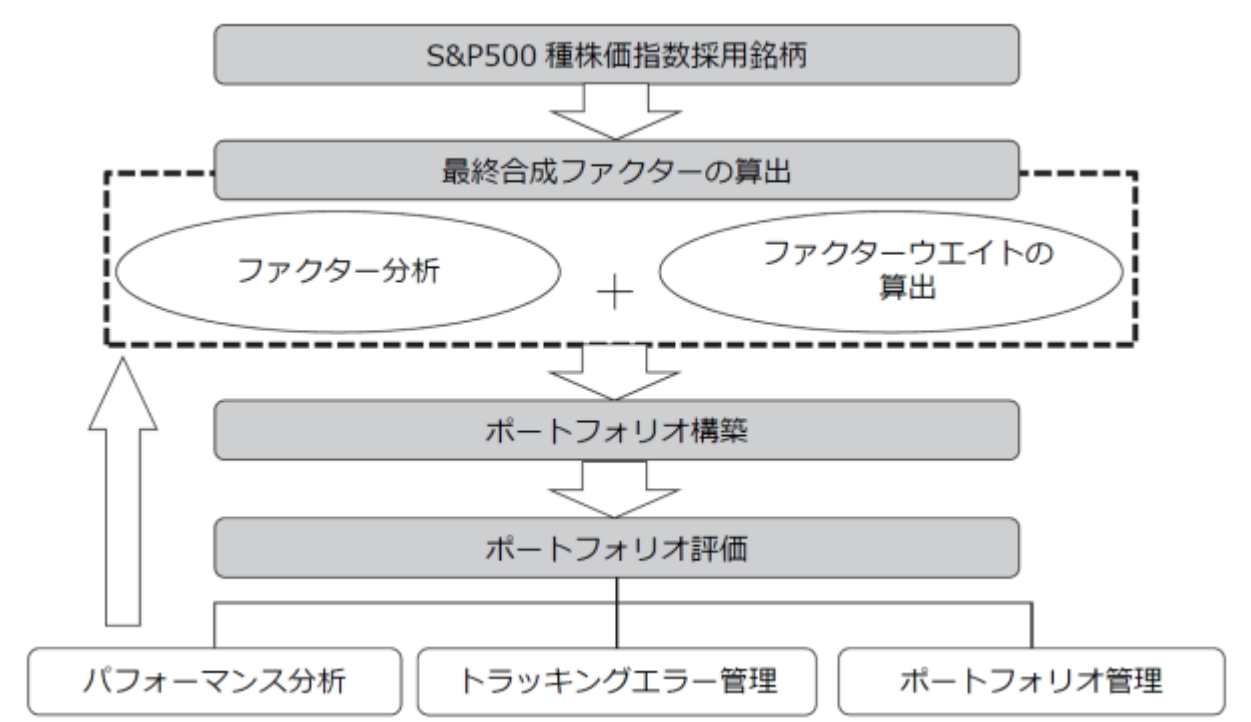 S&P500 種株価指数採用銘柄
最終合成ファクターの算出
ファクター分析
+
ファクターウエイトの
算出
ポートフォリオ構築
ポートフォリオ評価
パフォーマンス分析
トラッキングエラー管理
ポートフォリオ管理